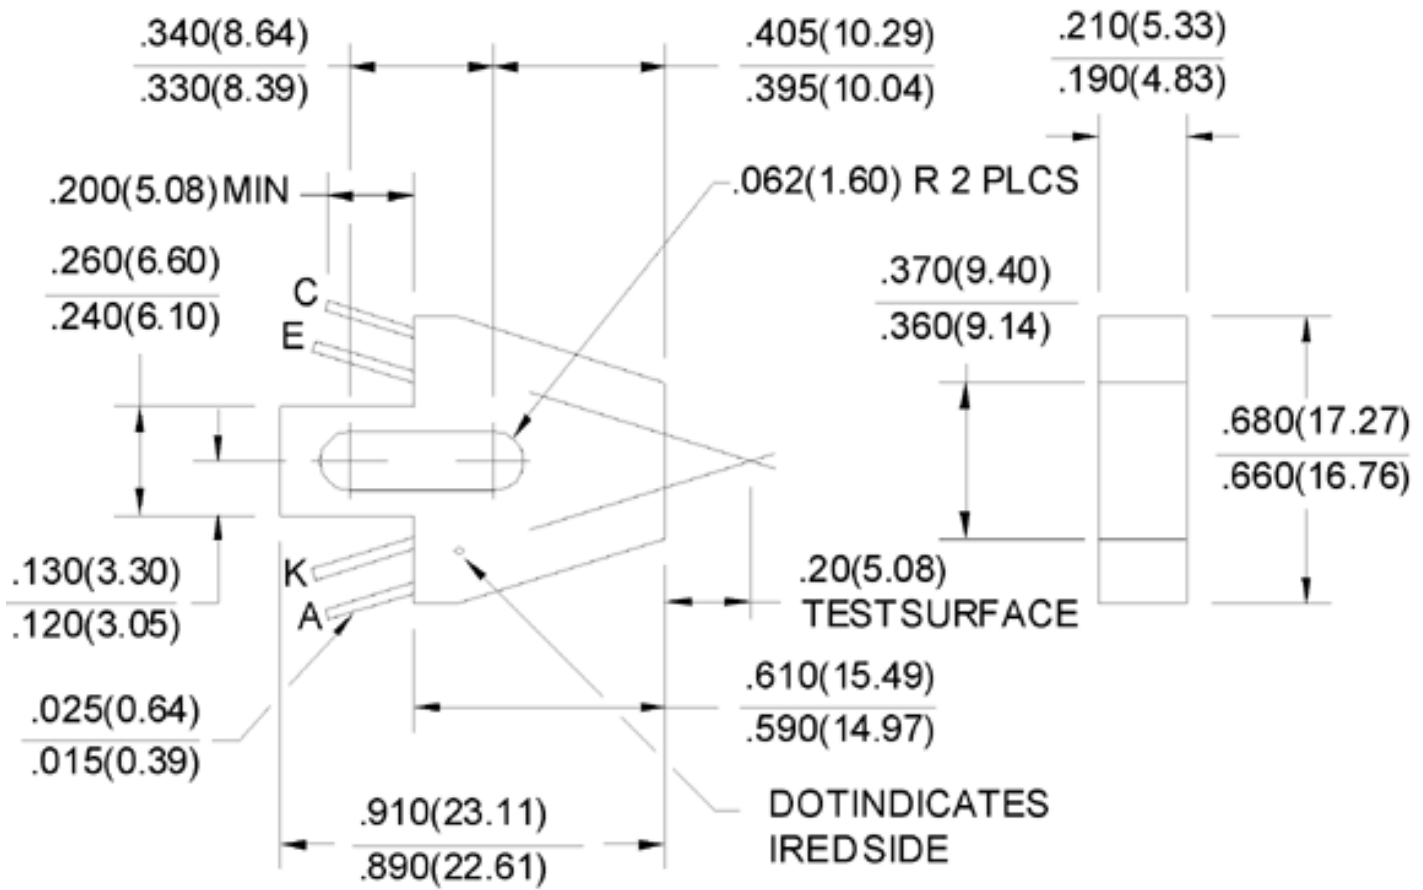 .340(8.64)
.330(8.39)
.405(10.29)
.395(10.04)
.210(5.33)
.190(4.83)
.200(5.08) MIN
.062(1.60) R 2 PLCS
.260(6.60)
.240(6.10)
.370(9.40)
.360(9.14)
C
E
.680(17.27)
.660(16.76)
K
A
.130(3.30)
.120(3.05)
.20(5.08)
TESTSURFACE
.610(15.49)
.590(14.97)
.025(0.64)
.015(0.39)
DOTINDICATES
IREDSIDE
.910(23.11)
.890(22.61)